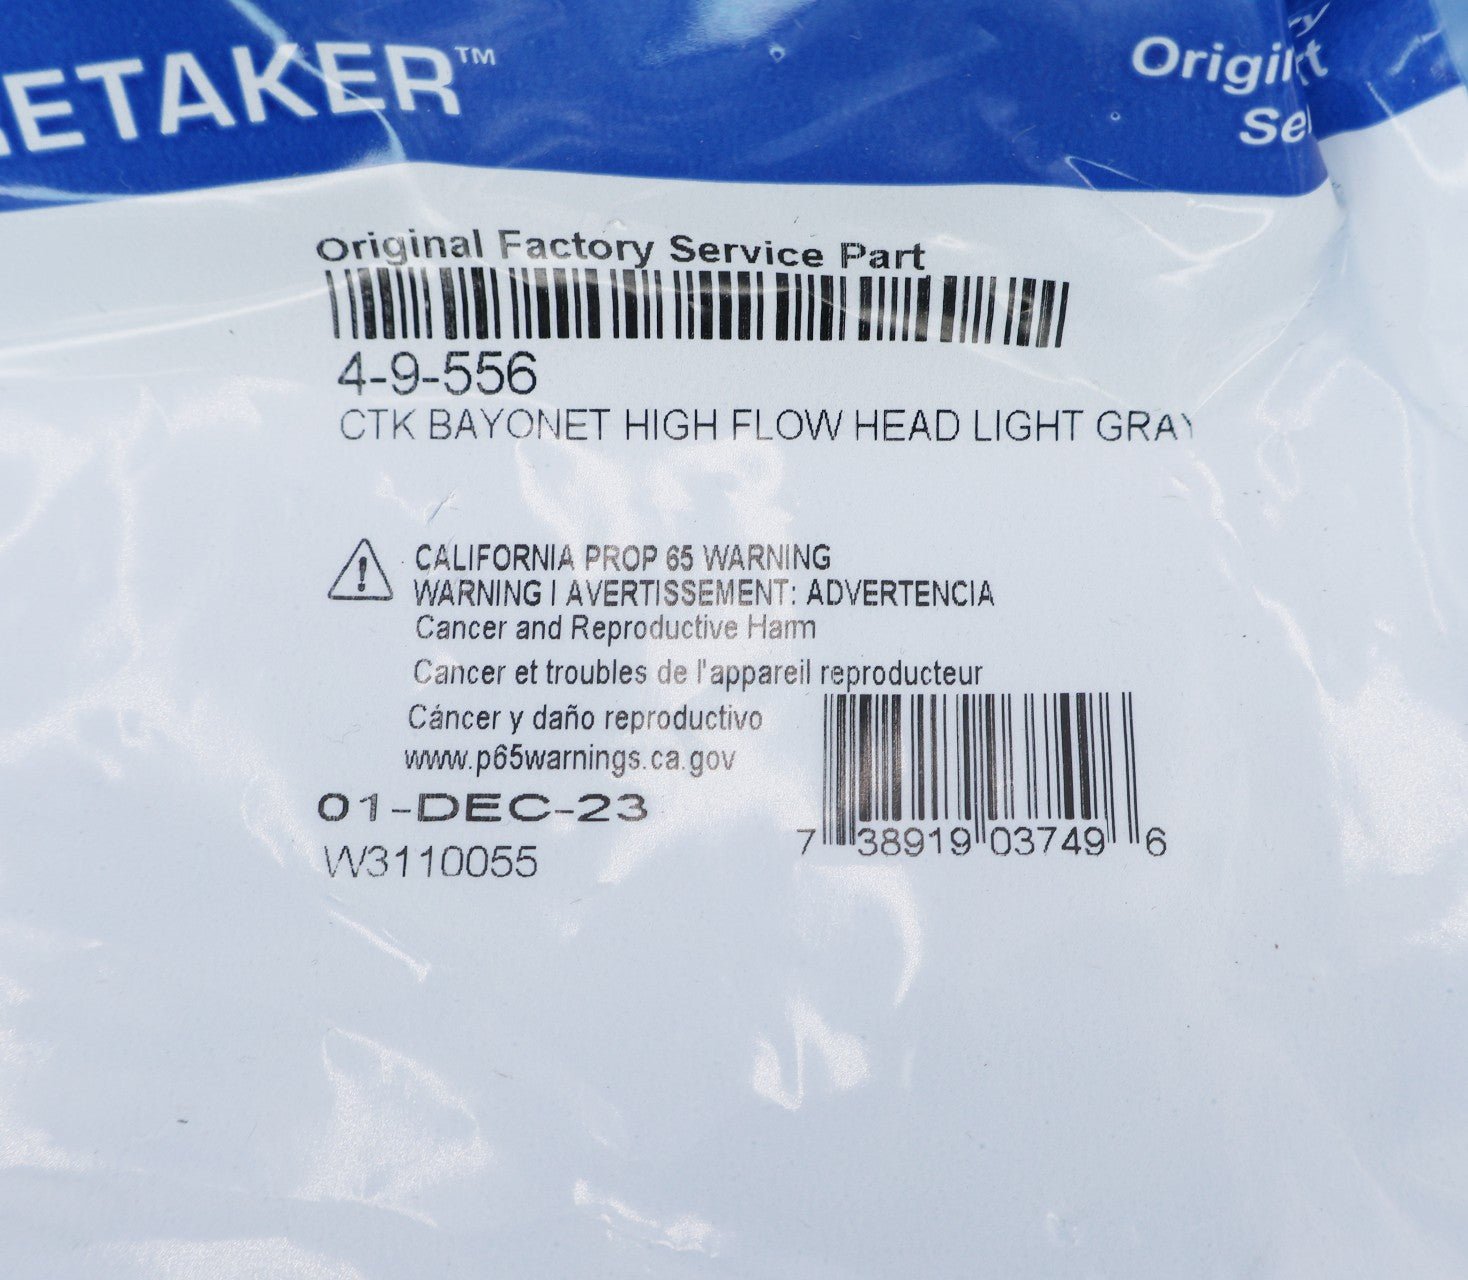 ETAKER™
Original Factory Service Part
4-9-556
CTK BAYONET HIGH FLOW HEAD LIGHT GRAY
CALIFORNIA PROP 65 WARNING
WARNING I AVERTISSEMENT: ADVERTENCIA
Cancer and Reproductive Harm
Cancer et troubles de l'appareil reproducteur
Cáncer y daño reproductivo
www.p65warnings.ca.gov
01-DEC-23
W3110055
7 38919 03749 6